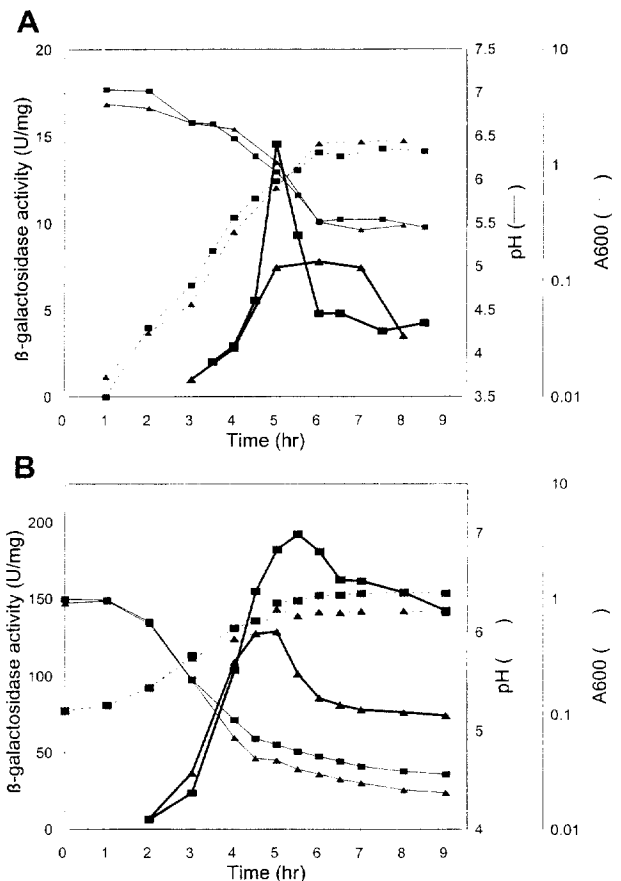 A
20
15
10
5
0
ß-galactosidase activity (U/mg)
7.5
7
6.5
6
5.5
5
4.5
4
3.5
pH (—)
10
1
0.1
0.01
A600 ( )
0 1 2 3 4 5 6 7 8 9
Time (hr)
B
200
150
100
50
0
ß-galactosidase activity (U/mg)
7
6
5
4
pH ( )
10
1
0.1
0.01
A600 ( )
0 1 2 3 4 5 6 7 8 9
Time (hr)